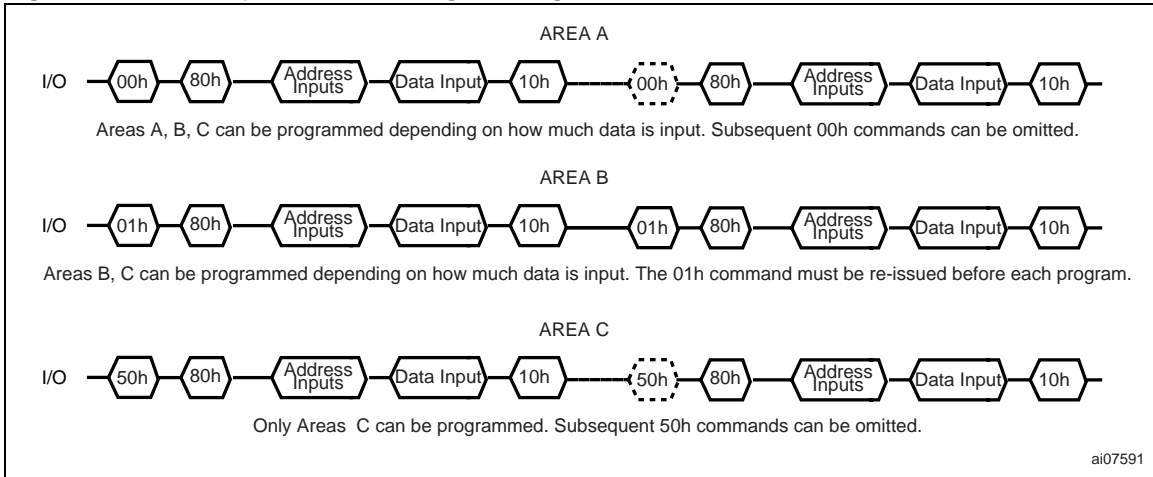 AREA A
I/O 00h 80h Address Inputs Data Input 10h 00h 80h Address Inputs Data Input 10h
Areas A, B, C can be programmed depending on how much data is input. Subsequent 00h commands can be omitted.
AREA B
I/O 01h 80h Address Inputs Data Input 10h 01h 80h Address Inputs Data Input 10h
Areas B, C can be programmed depending on how much data is input. The 01h command must be re-issued before each program.
AREA C
I/O 50h 80h Address Inputs Data Input 10h 50h 80h Address Inputs Data Input 10h
Only Areas C can be programmed. Subsequent 50h commands can be omitted.
ai07591